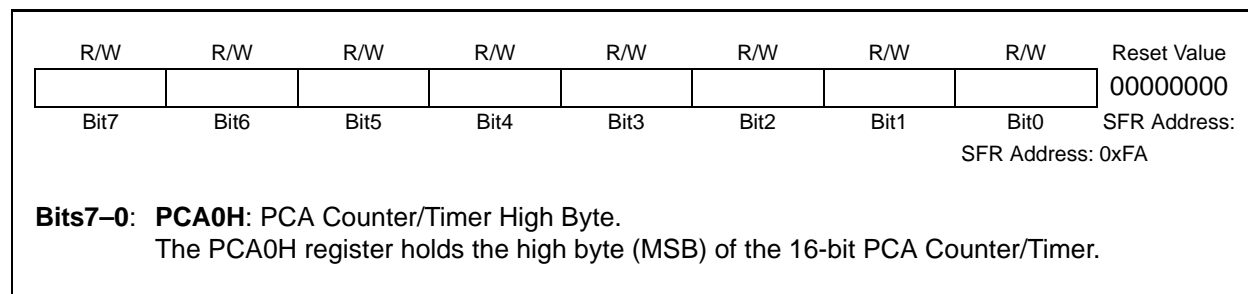 R/W R/W R/W R/W R/W R/W R/W R/W Reset Value
00000000
Bit7 Bit6 Bit5 Bit4 Bit3 Bit2 Bit1 Bit0 SFR Address:
SFR Address: 0xFA
Bits7–0: PCA0H: PCA Counter/Timer High Byte.
The PCA0H register holds the high byte (MSB) of the 16-bit PCA Counter/Timer.